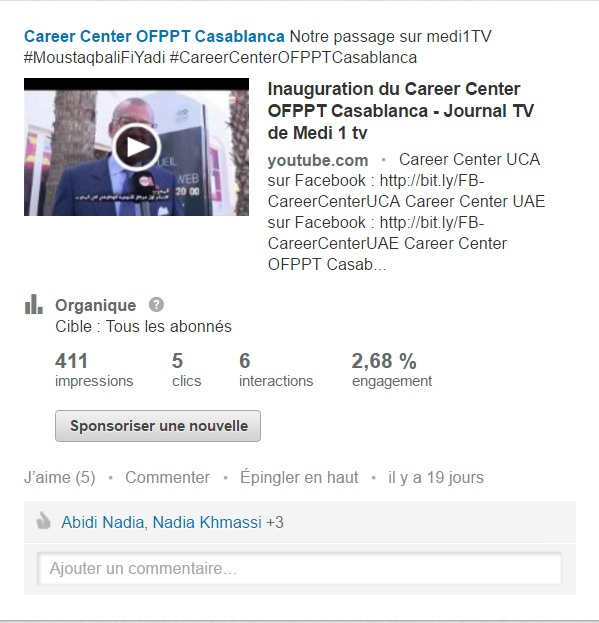 Career Center OFPPT Casablanca Notre passage sur medi1TV
#MoustaqbaliFiYadi #CareerCenterOFPPTCasablanca
Inauguration du Career Center
OFPPT Casablanca - Journal TV
de Medi 1 tv
youtube.com • Career Center UCA
sur Facebook : http://bit.ly/FB-
CareerCenterUCA Career Center UAE
sur Facebook : http://bit.ly/FB-
CareerCenterUAE Career Center
OFPPT Casab...
WEB
20 00
Organique ?
Cible : Tous les abonnés
411 5 6 2,68 %
impressions clics interactions engagement
Sponsoriser une nouvelle
J'aime (5) • Commenter • Épingler en haut • il y a 19 jours
Abidi Nadia, Nadia Khmassi +3
Ajouter un commentaire...